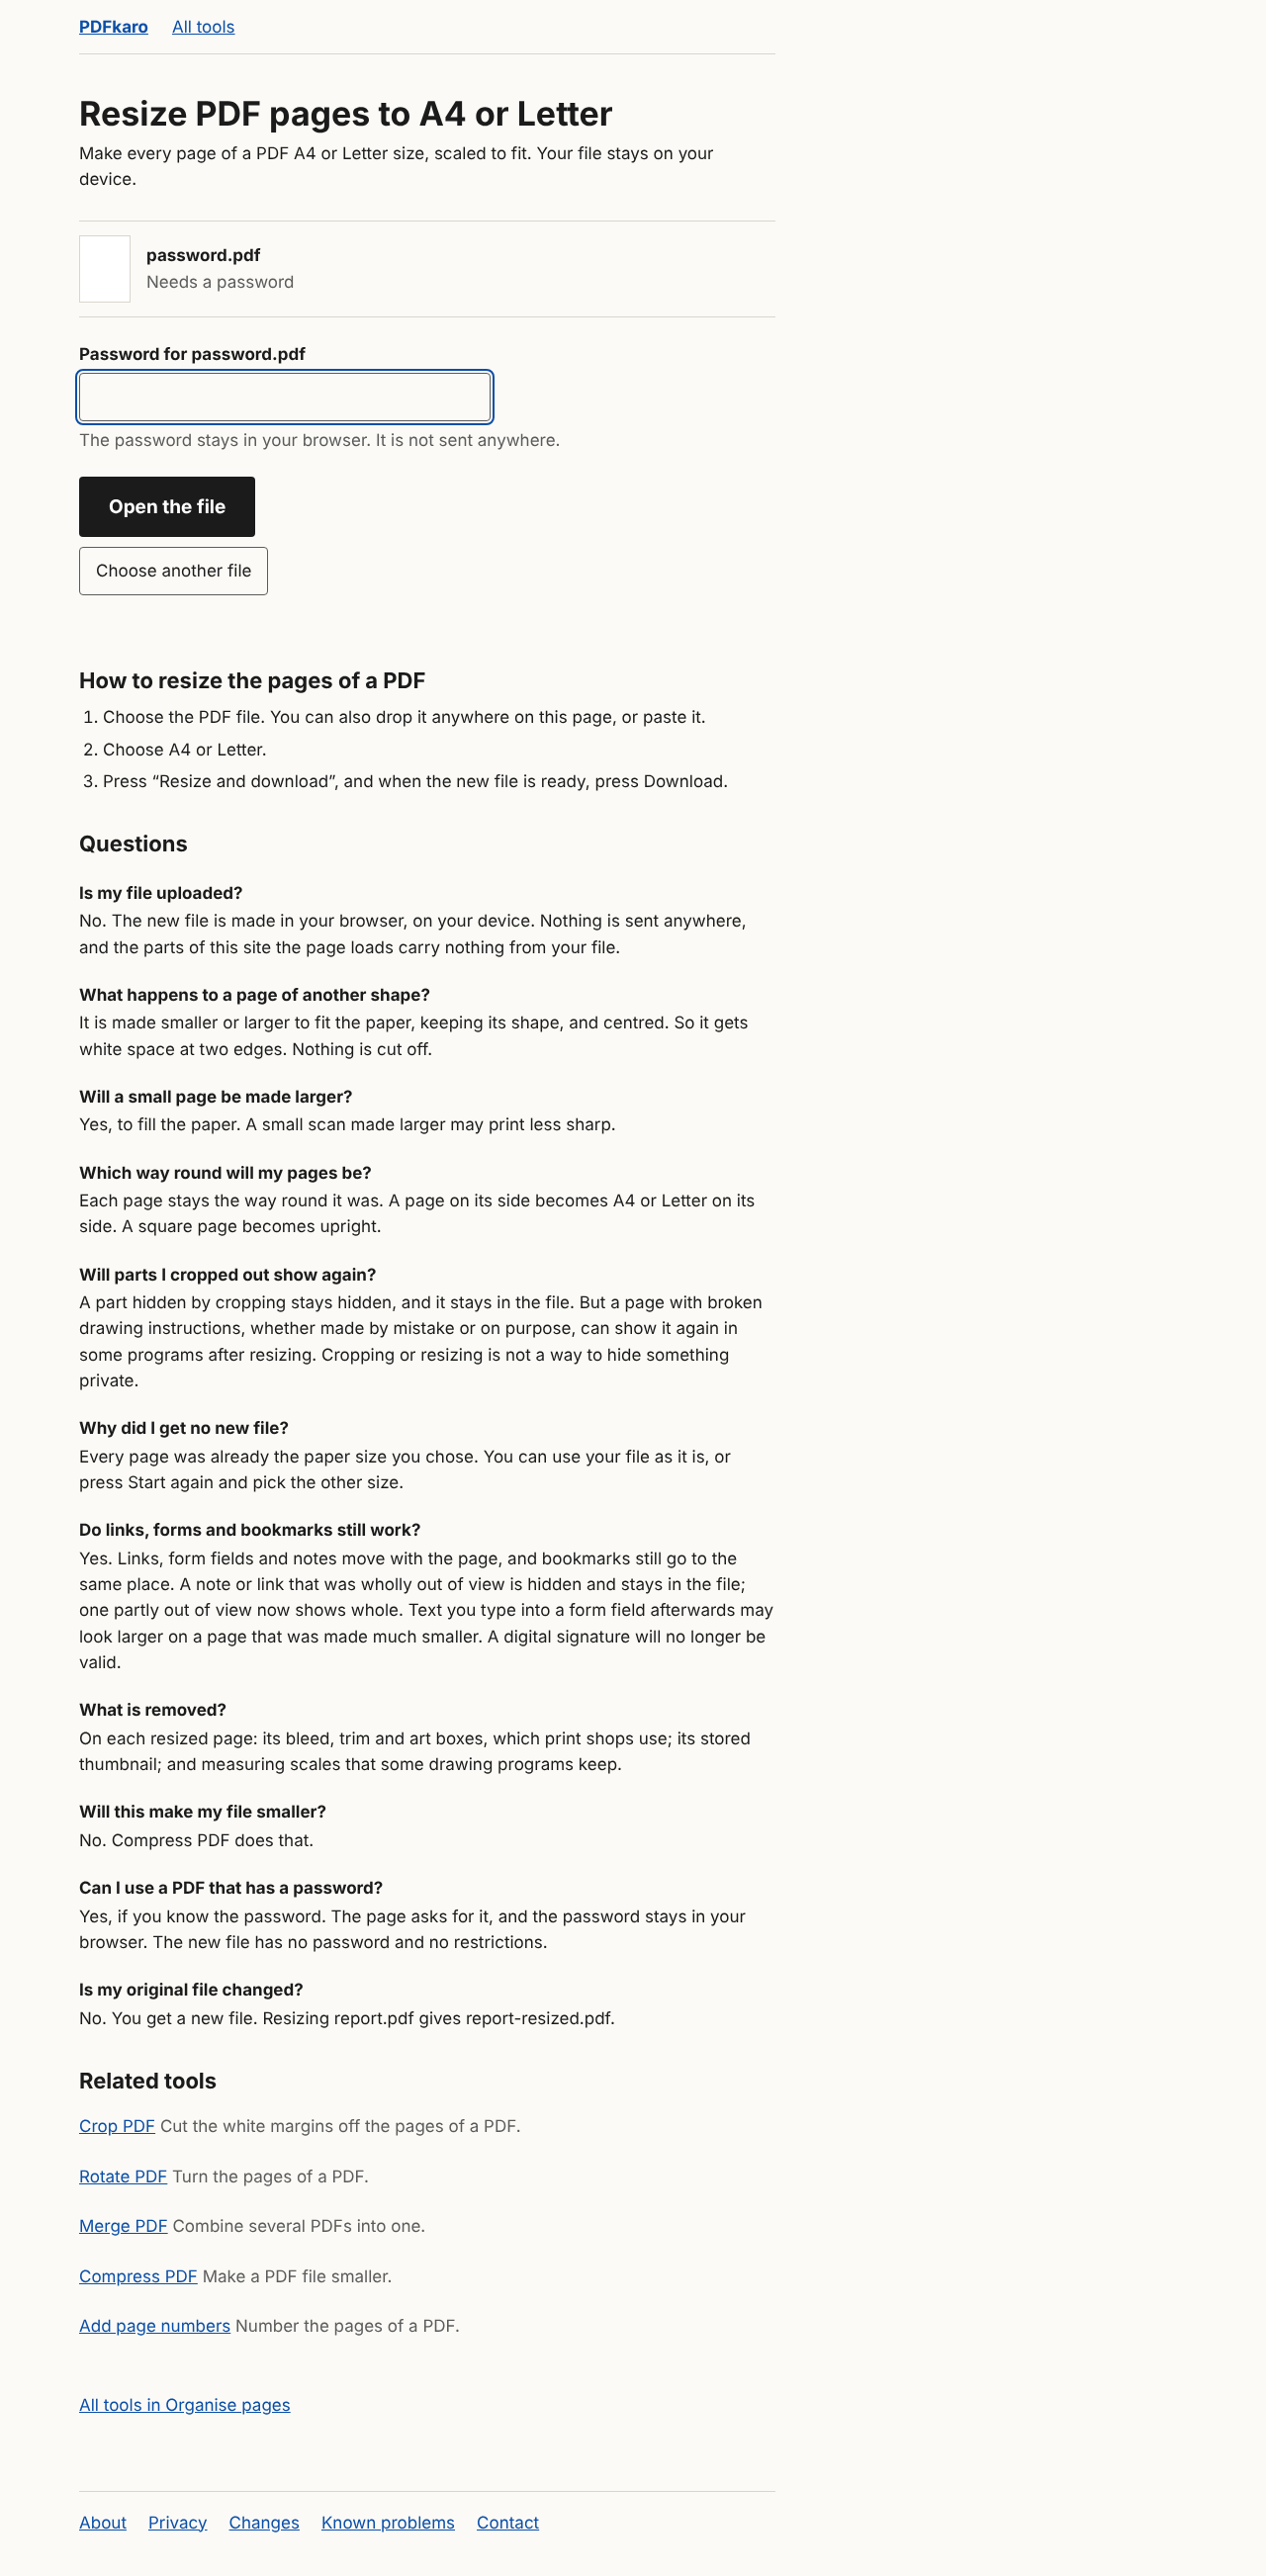 PDFkaro All tools
Resize PDF pages to A4 or Letter
Make every page of a PDF A4 or Letter size, scaled to fit. Your file stays on your
device.
password.pdf
Needs a password
Password for password.pdf
The password stays in your browser. It is not sent anywhere.
Open the file
Choose another file
How to resize the pages of a PDF
1. Choose the PDF file. You can also drop it anywhere on this page, or paste it.
2. Choose A4 or Letter.
3. Press “Resize and download”, and when the new file is ready, press Download.
Questions
Is my file uploaded?
No. The new file is made in your browser, on your device. Nothing is sent anywhere,
and the parts of this site the page loads carry nothing from your file.
What happens to a page of another shape?
It is made smaller or larger to fit the paper, keeping its shape, and centred. So it gets
white space at two edges. Nothing is cut off.
Will a small page be made larger?
Yes, to fill the paper. A small scan made larger may print less sharp.
Which way round will my pages be?
Each page stays the way round it was. A page on its side becomes A4 or Letter on its
side. A square page becomes upright.
Will parts I cropped out show again?
A part hidden by cropping stays hidden, and it stays in the file. But a page with broken
drawing instructions, whether made by mistake or on purpose, can show it again in
some programs after resizing. Cropping or resizing is not a way to hide something
private.
Why did I get no new file?
Every page was already the paper size you chose. You can use your file as it is, or
press Start again and pick the other size.
Do links, forms and bookmarks still work?
Yes. Links, form fields and notes move with the page, and bookmarks still go to the
same place. A note or link that was wholly out of view is hidden and stays in the file;
one partly out of view now shows whole. Text you type into a form field afterwards may
look larger on a page that was made much smaller. A digital signature will no longer be
valid.
What is removed?
On each resized page: its bleed, trim and art boxes, which print shops use; its stored
thumbnail; and measuring scales that some drawing programs keep.
Will this make my file smaller?
No. Compress PDF does that.
Can I use a PDF that has a password?
Yes, if you know the password. The page asks for it, and the password stays in your
browser. The new file has no password and no restrictions.
Is my original file changed?
No. You get a new file. Resizing report.pdf gives report-resized.pdf.
Related tools
Crop PDF Cut the white margins off the pages of a PDF.
Rotate PDF Turn the pages of a PDF.
Merge PDF Combine several PDFs into one.
Compress PDF Make a PDF file smaller.
Add page numbers Number the pages of a PDF.
All tools in Organise pages
About Privacy Changes Known problems Contact